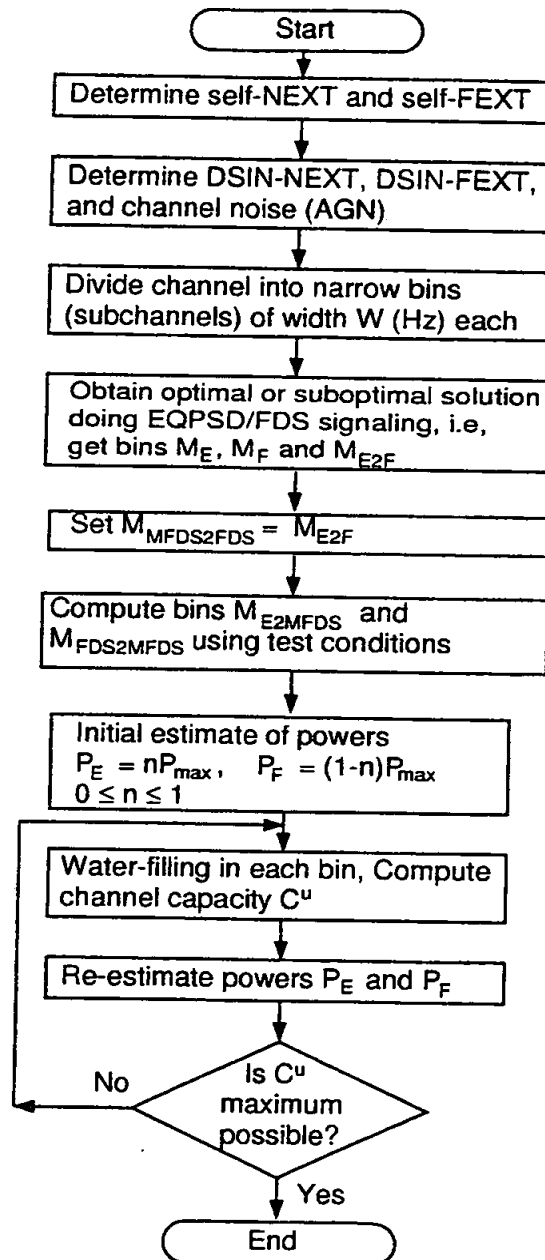 Start
Determine self-NEXT and self-FEXT
Determine DSIN-NEXT, DSIN-FEXT,
and channel noise (AGN)
Divide channel into narrow bins
(subchannels) of width W (Hz) each
Obtain optimal or suboptimal solution
doing EQPSD/FDS signaling, i.e,
get bins M_E, M_F and M_E2F
Set M_MFDS2FDS = M_E2F
Compute bins M_E2MFDS and
M_FDS2MFDS using test conditions
Initial estimate of powers
P_E = nP_max, P_F = (1-n)P_max
0 ≤ n ≤ 1
Water-filling in each bin, Compute
channel capacity C^u
Re-estimate powers P_E and P_F
No
Is C^u
maximum
possible?
Yes
End